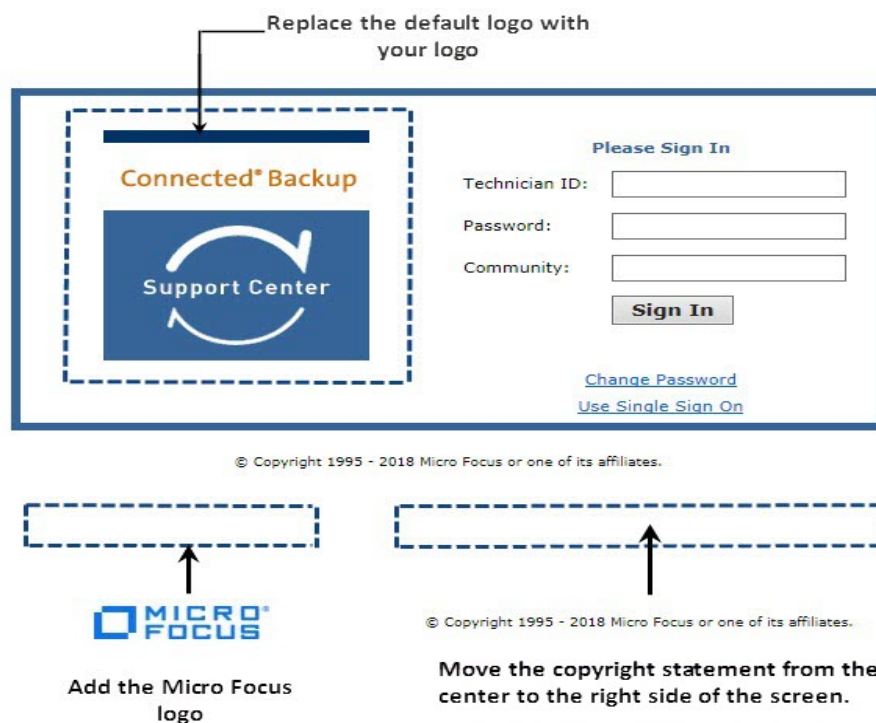 Replace the default logo with
your logo
Connected® Backup
Support Center
Please Sign In
Technician ID:
Password:
Community:
Sign In
Change Password
Use Single Sign On
© Copyright 1995 - 2018 Micro Focus or one of its affiliates.
MICRO®
FOCUS
Add the Micro Focus
logo
© Copyright 1995 - 2018 Micro Focus or one of its affiliates.
Move the copyright statement from the
center to the right side of the screen.